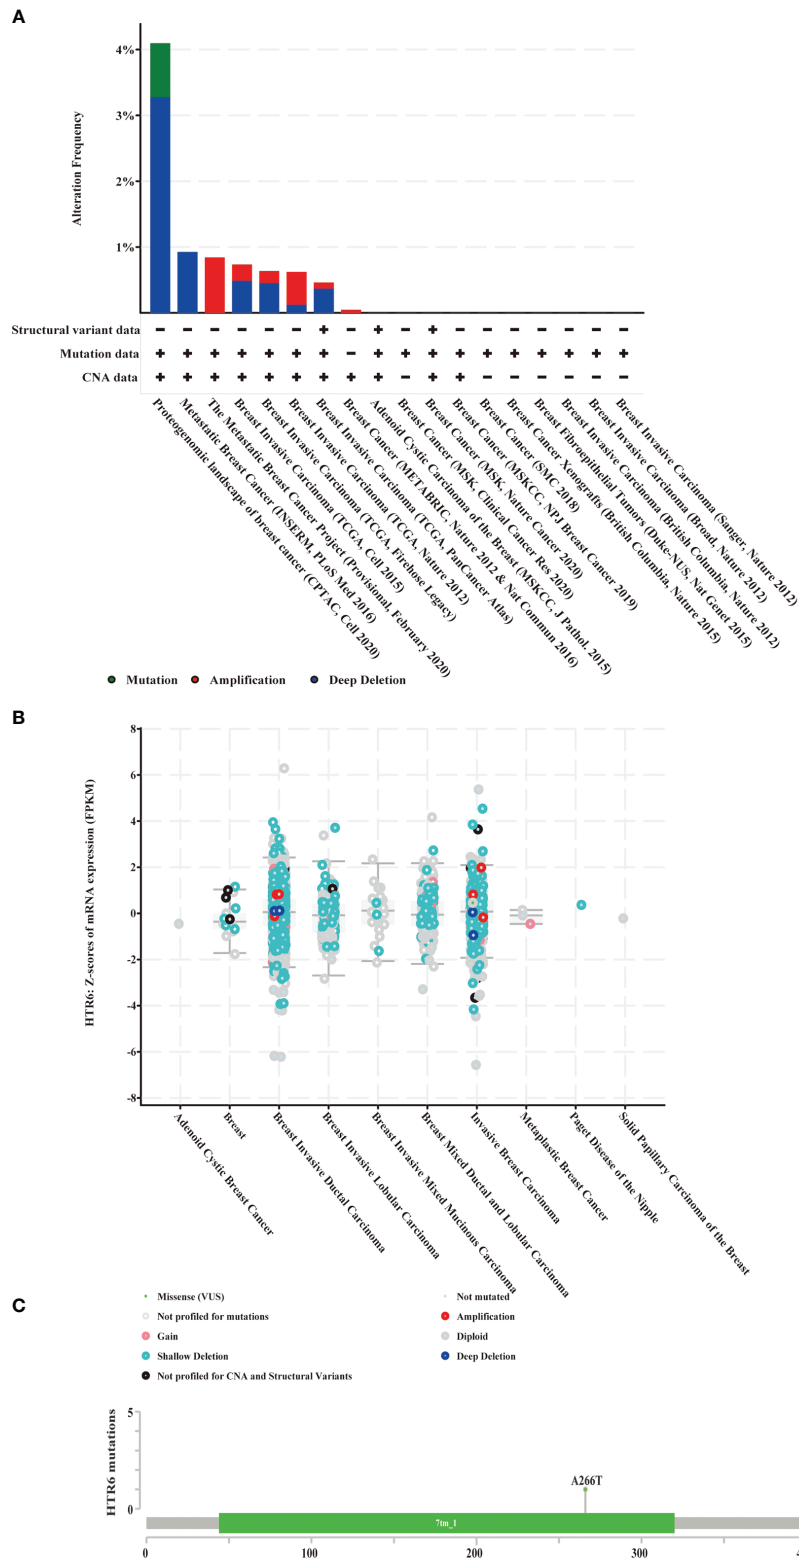 A
4%
3%
2%
1%
Alteration Frequency
Structural variant data − − − − − − + − + − + − − − − − − −
Mutation data + + + + + + + − + + + + + + + + + +
CNA data + + + + + + + + + − + + − − − − − −
Proteogenomic landscape of breast cancer (CPTAC, Cell 2020)
Metastatic Breast Cancer (INSERM, PLoS Med 2016)
The Metastatic Breast Cancer Project (Provisional, February 2020)
Breast Invasive Carcinoma (TCGA, Cell 2015)
Breast Invasive Carcinoma (TCGA, Firehose Legacy)
Breast Invasive Carcinoma (TCGA, Nature 2012)
Breast Invasive Carcinoma (TCGA, PanCancer Atlas)
Breast Cancer (METABRIC, Nature 2012 & Nat Commun 2016)
Adenoid Cystic Carcinoma of the Breast (MSKCC, J Pathol. 2015)
Breast Cancer (MSK, Clinical Cancer Res 2020)
Breast Cancer (MSK, Nature Cancer 2020)
Breast Cancer (MSKCC, NPJ Breast Cancer 2019)
Breast Cancer (SMC 2018)
Breast Cancer Xenografts (British Columbia, Nature 2015)
Breast Fibroepithelial Tumors (Duke-NUS, Nat Genet 2015)
Breast Invasive Carcinoma (British Columbia, Nature 2012)
Breast Invasive Carcinoma (Broad, Nature 2012)
Breast Invasive Carcinoma (Sanger, Nature 2012)
Mutation Amplification Deep Deletion
B
8
6
4
2
0
-2
-4
-6
-8
HTR6: Z-scores of mRNA expression (FPKM)
Adenoid Cystic Breast Cancer
Breast
Breast Invasive Ductal Carcinoma
Breast Invasive Lobular Carcinoma
Breast Invasive Mixed Mucinous Carcinoma
Breast Mixed Ductal and Lobular Carcinoma
Invasive Breast Carcinoma
Metaplastic Breast Cancer
Paget Disease of the Nipple
Solid Papillary Carcinoma of the Breast
C
Missense (VUS) Not mutated
Not profiled for mutations Amplification
Gain Diploid
Shallow Deletion Deep Deletion
Not profiled for CNA and Structural Variants
HTR6 mutations
5
0
A266T
7tm_1
0 100 200 300